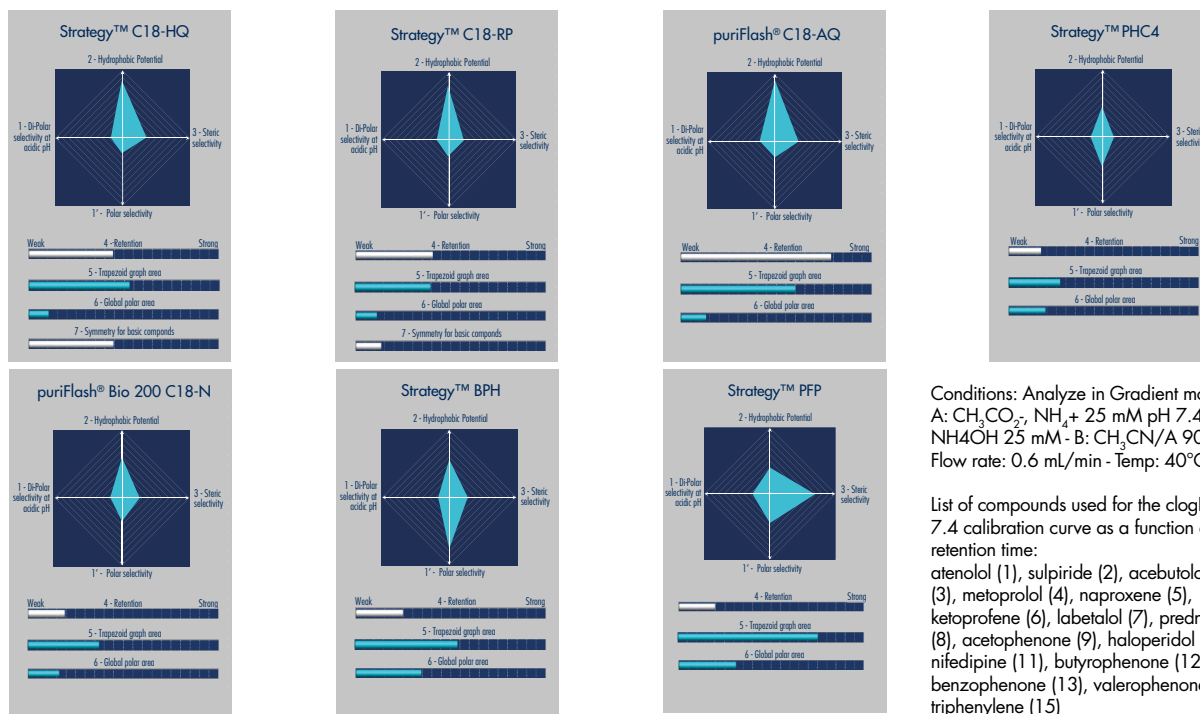 Strategy™ C18-HQ
2 - Hydrophobic Potential
1 - Di-Polar
selectivity at
acidic pH
3 - Steric
selectivity
1' - Polar selectivity
Weak 4 - Retention Strong
5 - Trapezoid graph area
6 - Global polar area
7 - Symmetry for basic componds
Strategy™ C18-RP
2 - Hydrophobic Potential
1 - Di-Polar
selectivity at
acidic pH
3 - Steric
selectivity
1' - Polar selectivity
Weak 4 - Retention Strong
5 - Trapezoid graph area
6 - Global polar area
7 - Symmetry for basic componds
puriFlash® C18-AQ
2 - Hydrophobic Potential
1 - Di-Polar
selectivity at
acidic pH
3 - Steric
selectivity
1' - Polar selectivity
Weak 4 - Retention Strong
5 - Trapezoid graph area
6 - Global polar area
Strategy™ PHC4
2 - Hydrophobic Potential
1 - Di-Polar
selectivity at
acidic pH
3 - Steri
selectivi
1' - Polar selectivity
Weak 4 - Retention Strong
5 - Trapezoid graph area
6 - Global polar area
puriFlash® Bio 200 C18-N
2 - Hydrophobic Potential
1 - Di-Polar
selectivity at
acidic pH
3 - Steric
selectivity
1' - Polar selectivity
Weak 4 - Retention Strong
5 - Trapezoid graph area
6 - Global polar area
Strategy™ BPH
2 - Hydrophobic Potential
1 - Di-Polar
selectivity at
acidic pH
3 - Steric
selectivity
1' - Polar selectivity
Weak 4 - Retention Strong
5 - Trapezoid graph area
6 - Global polar area
Strategy™ PFP
2 - Hydrophobic Potential
1 - Di-Polar
selectivity at
acidic pH
3 - Steric
selectivity
1' - Polar selectivity
Weak 4 - Retention Strong
5 - Trapezoid graph area
6 - Global polar area
Conditions: Analyze in Gradient mo
A: CH₃CO₂-, NH₄+ 25 mM pH 7.4
NH4OH 25 mM - B: CH₃CN/A 90
Flow rate: 0.6 mL/min - Temp: 40°C
List of compounds used for the clog
7.4 calibration curve as a function
retention time:
atenolol (1), sulpiride (2), acebutolo
(3), metoprolol (4), naproxene (5),
ketoprofene (6), labetalol (7), predn
(8), acetophenone (9), haloperidol
nifedipine (11), butyrophenone (12
benzophenone (13), valerophenon
triphenylene (15)